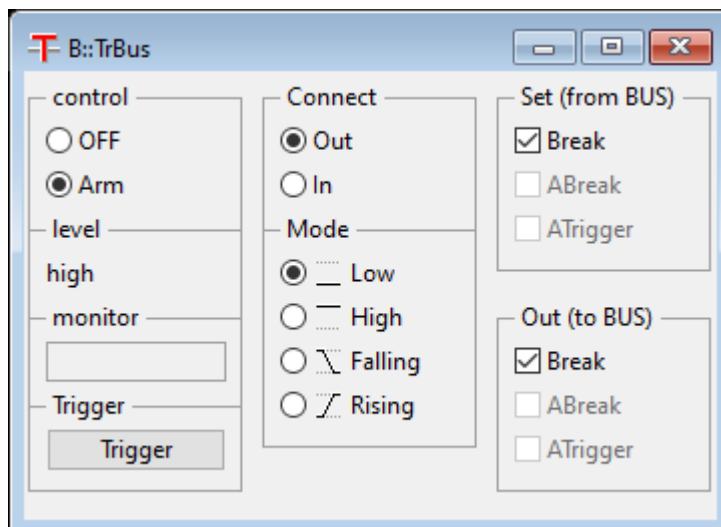 B::TrBus
control
OFF
Arm
level
high
monitor
Trigger
Trigger
Connect
Out
In
Mode
Low
High
Falling
Rising
Set (from BUS)
Break
ABreak
ATrigger
Out (to BUS)
Break
ABreak
ATrigger